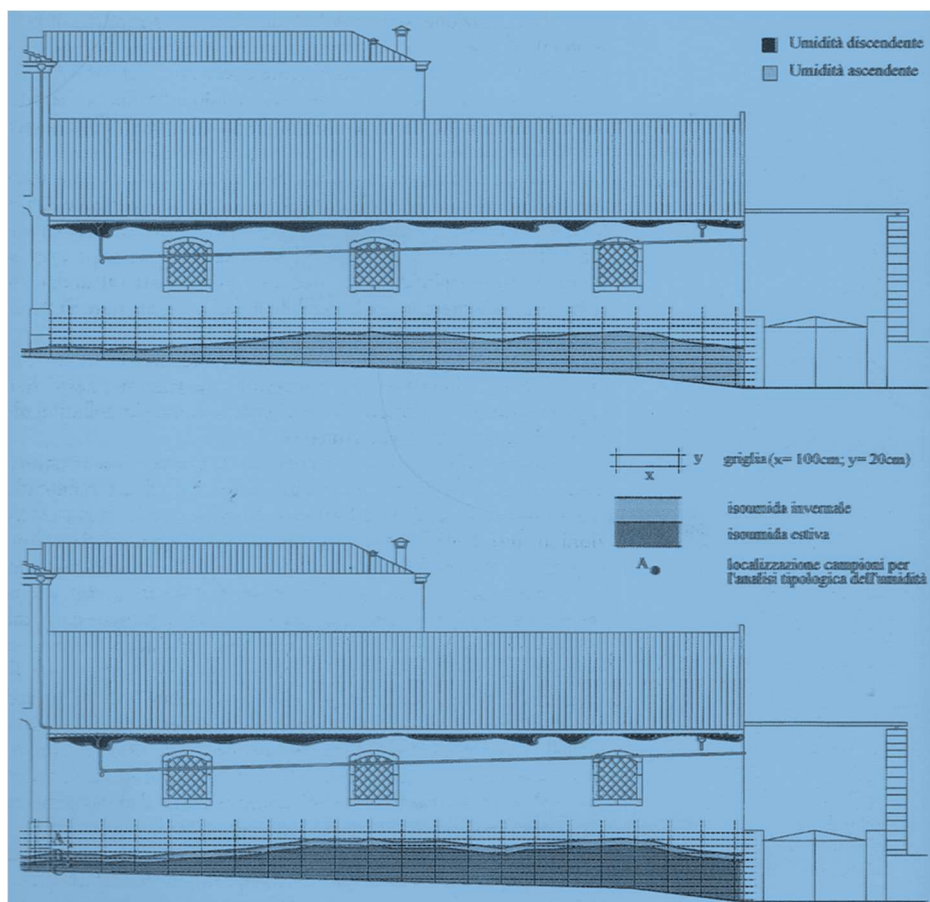 Umidità discendente
Umidità ascendente
y griglia (x= 100cm; y= 20cm)
x
isoumida invernale
isoumida estiva
A localizzazione campioni per
l'analisi tipologica dell'umidità
A
B
C